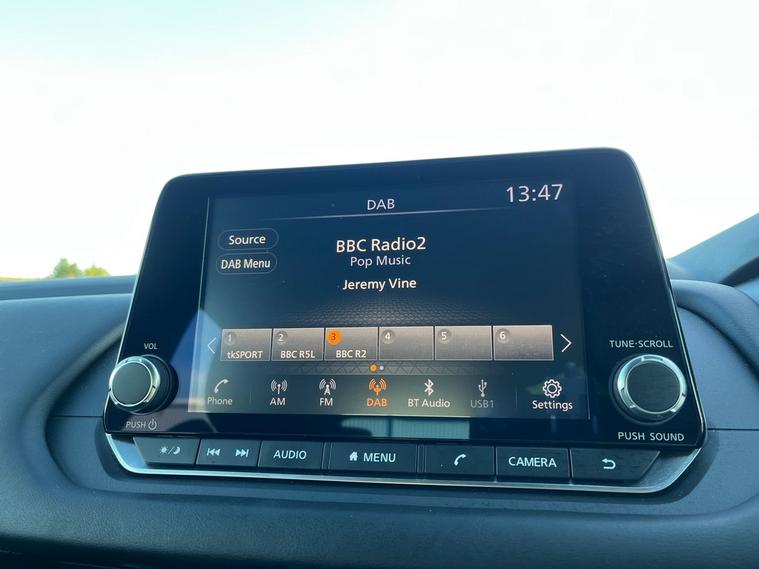 DAB
13:47
Source
DAB Menu
BBC Radio2
Pop Music
Jeremy Vine
1 2 3 4 5 6
tkSPORT BBC R5L BBC R2
Phone AM FM DAB BT Audio USB1 Settings
VOL
PUSH
TUNE·SCROLL
PUSH SOUND
AUDIO MENU CAMERA